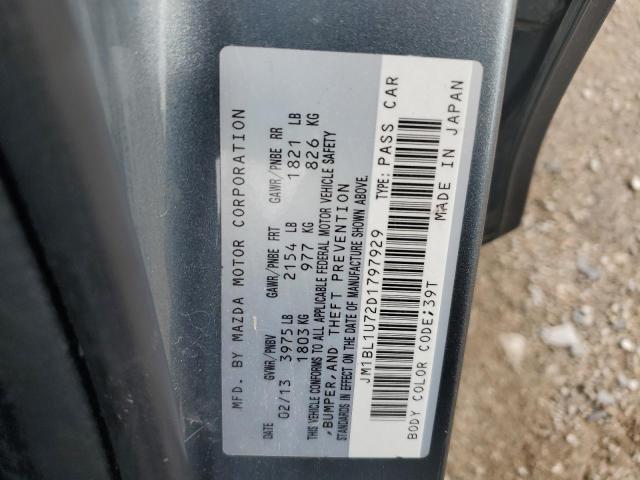 MFD. BY MAZDA MOTOR CORPORATION
DATE GVWR/PNBV GAWR/PNBE FRT GAWR/PNBE RR
02/13 3975 LB 2154 LB 1821 LB
1803 KG 977 KG 826 KG
THIS VEHICLE CONFORMS TO ALL APPLICABLE FEDERAL MOTOR VEHICLE SAFETY
,BUMPER, AND THEFT PREVENTION
STANDARDS IN EFFECT ON THE DATE OF MANUFACTURE SHOWN ABOVE.
JM1BL1U72D1797929 TYPE: PASS CAR
BODY COLOR CODE;39T MADE IN JAPAN